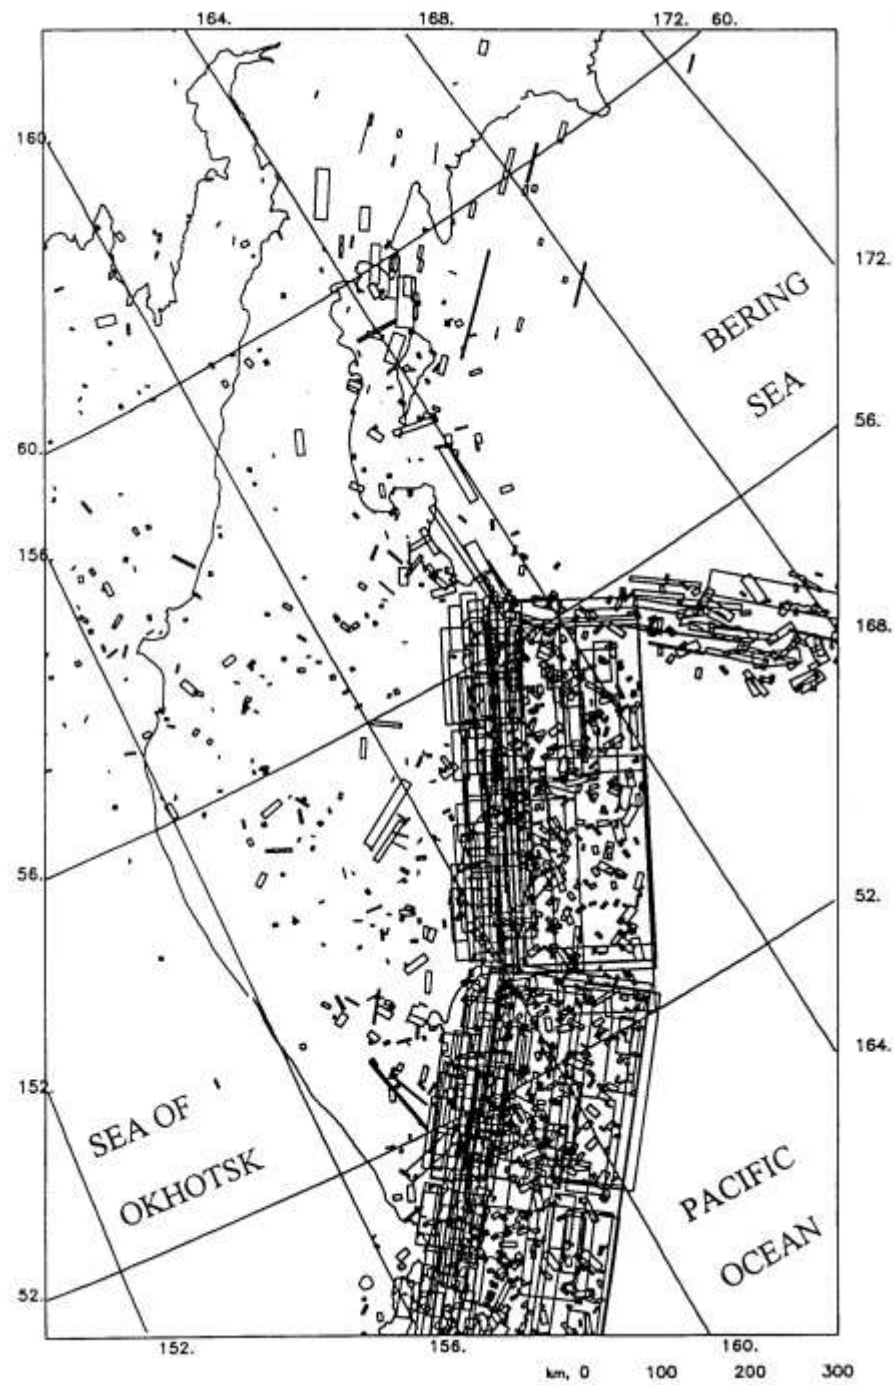 164. 168. 172. 60.
160.
172.
BERING
SEA
56.
60.
156
168.
56.
52.
164.
152
SEA OF
OKHOTSK
PACIFIC
OCEAN
52.
152. 156. 160.
km, 0 100 200 300